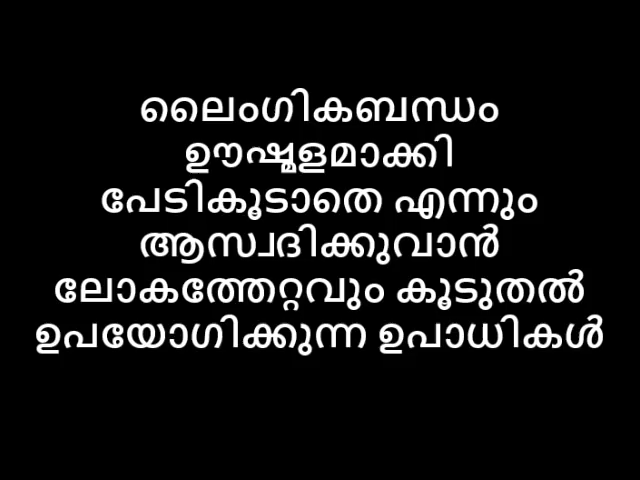 ലൈംഗികബന്ധം
ഊഷ്മളമാക്കി
പേടികൂടാതെ എന്നും
ആസ്വദിക്കുവാൻ
ലോകത്തേറ്റവും കൂടുതൽ
ഉപയോഗിക്കുന്ന ഉപാധികൾ